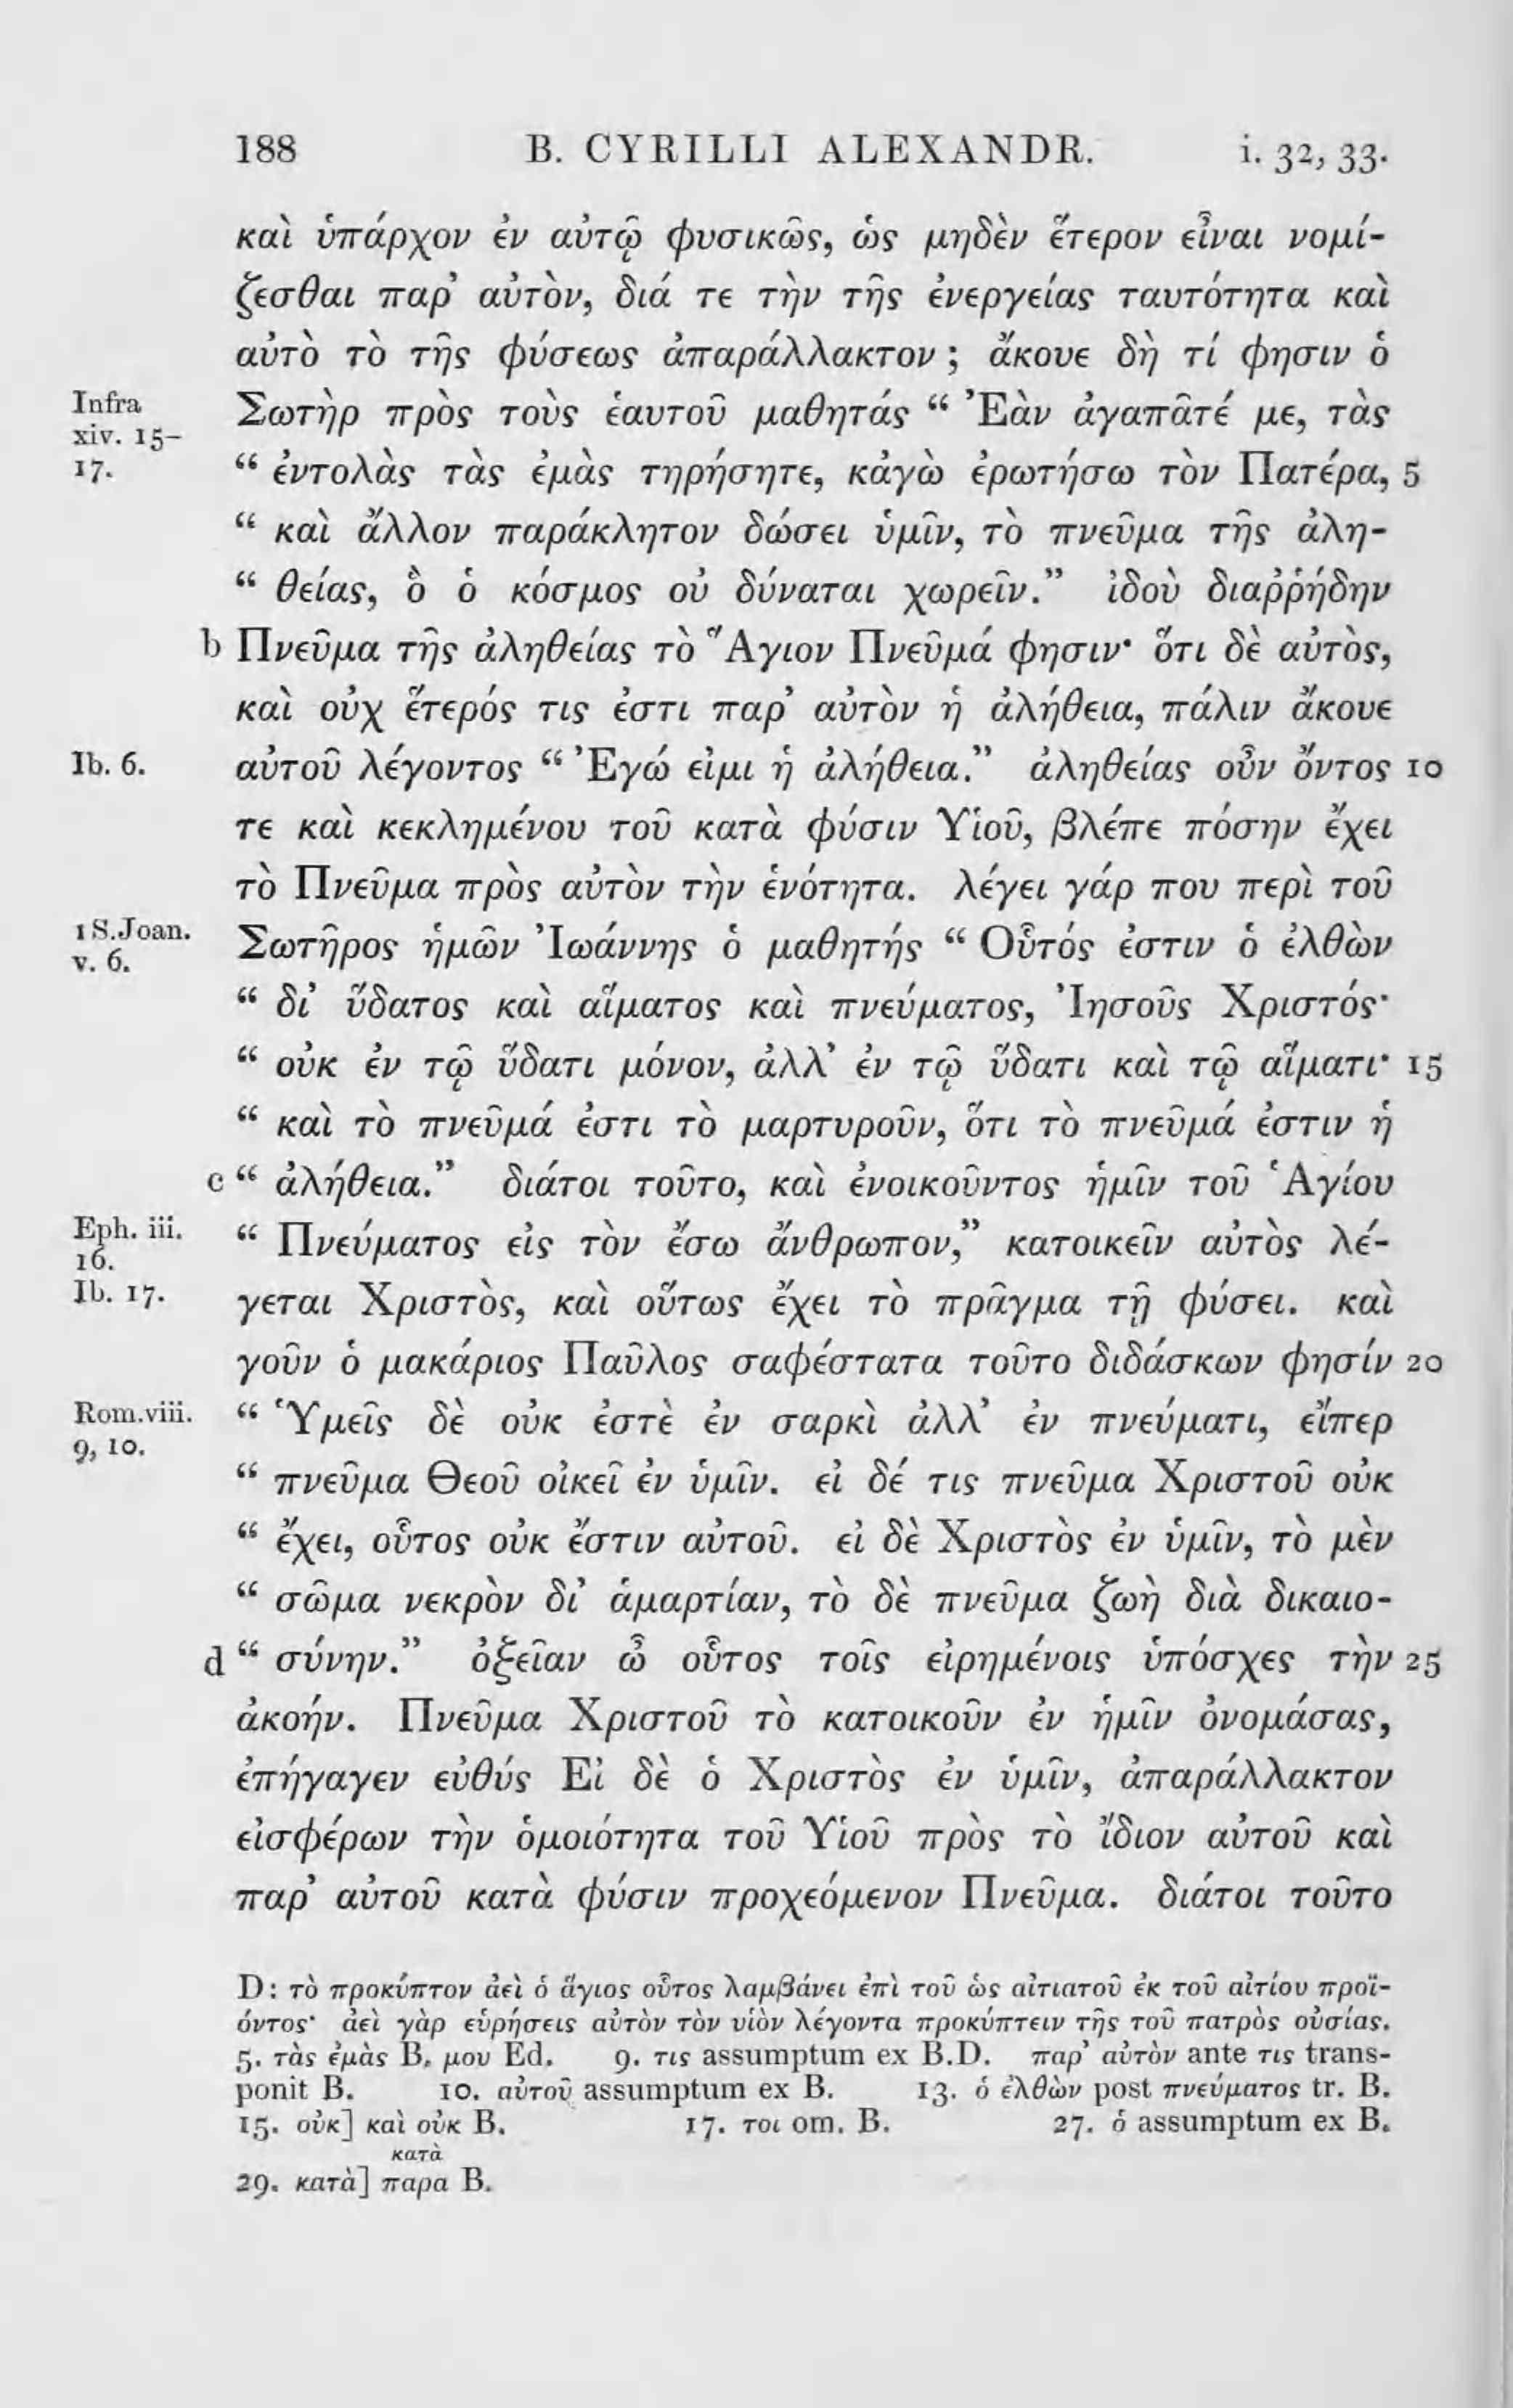 188 B. CYRILLI ALEXANDR. i. 32, 33.
καὶ ὑπάρχον ἐν αὐτῷ φυσικῶς, ὡς μηδὲν ἕτερον εἶναι νομί-
ζεσθαι παρ’ αὐτὸν, διά τε τὴν τῆς ἐνεργείας ταυτότητα καὶ
αὐτὸ τὸ τῆς φύσεως ἀπαράλλακτον ; ἄκουε δὴ τί φησιν ὁ
Infra xiv. 15-17.
Σωτὴρ πρὸς τοὺς ἑαυτοῦ μαθητάς “ Ἐὰν ἀγαπᾶτέ με, τὰς
“ ἐντολὰς τὰς ἐμὰς τηρήσητε, κἀγὼ ἐρωτήσω τὸν Πατέρα, 5
“ καὶ ἄλλον παράκλητον δώσει ὑμῖν, τὸ πνεῦμα τῆς ἀλη-
“ θείας, ὃ ὁ κόσμος οὐ δύναται χωρεῖν.” ἰδοὺ διαῤῥήδην
b Πνεῦμα τῆς ἀληθείας τὸ Ἅγιον Πνεῦμά φησιν· ὅτι δὲ αὐτὸς,
καὶ οὐχ ἕτερός τις ἐστι παρ’ αὐτὸν ἡ ἀλήθεια, πάλιν ἄκουε
Ib. 6. αὐτοῦ λέγοντος “ Ἐγώ εἰμι ἡ ἀλήθεια.” ἀληθείας οὖν ὄντος 10
τε καὶ κεκλημένου τοῦ κατὰ φύσιν Υἱοῦ, βλέπε πόσην ἔχει
τὸ Πνεῦμα πρὸς αὐτὸν τὴν ἑνότητα. λέγει γάρ που περὶ τοῦ
1 S. Joan. v. 6.
Σωτῆρος ἡμῶν Ἰωάννης ὁ μαθητής “ Οὗτός ἐστιν ὁ ἐλθὼν
“ δι’ ὕδατος καὶ αἵματος καὶ πνεύματος, Ἰησοῦς Χριστός·
“ οὐκ ἐν τῷ ὕδατι μόνον, ἀλλ’ ἐν τῷ ὕδατι καὶ τῷ αἵματι· 15
“ καὶ τὸ πνεῦμά ἐστι τὸ μαρτυροῦν, ὅτι τὸ πνεῦμά ἐστιν ἡ
c “ ἀλήθεια.” διάτοι τοῦτο, καὶ ἐνοικοῦντος ἡμῖν τοῦ Ἁγίου
Eph. iii. 16.
“ Πνεύματος εἰς τὸν ἔσω ἄνθρωπον,” κατοικεῖν αὐτὸς λέ-
Ib. 17. γεται Χριστὸς, καὶ οὕτως ἔχει τὸ πρᾶγμα τῇ φύσει. καὶ
γοῦν ὁ μακάριος Παῦλος σαφέστατα τοῦτο διδάσκων φησίν 20
Rom. viii. 9, 10.
“ Ὑμεῖς δὲ οὐκ ἐστὲ ἐν σαρκὶ ἀλλ’ ἐν πνεύματι, εἴπερ
“ πνεῦμα Θεοῦ οἰκεῖ ἐν ὑμῖν. εἰ δέ τις πνεῦμα Χριστοῦ οὐκ
“ ἔχει, οὗτος οὐκ ἔστιν αὐτοῦ. εἰ δὲ Χριστὸς ἐν ὑμῖν, τὸ μὲν
“ σῶμα νεκρὸν δι’ ἁμαρτίαν, τὸ δὲ πνεῦμα ζωὴ διὰ δικαιο-
d “ σύνην.” ὀξεῖαν ὦ οὗτος τοῖς εἰρημένοις ὑπόσχες τὴν 25
ἀκοήν. Πνεῦμα Χριστοῦ τὸ κατοικοῦν ἐν ἡμῖν ὀνομάσας,
ἐπήγαγεν εὐθύς Εἰ δὲ ὁ Χριστὸς ἐν ὑμῖν, ἀπαράλλακτον
εἰσφέρων τὴν ὁμοιότητα τοῦ Υἱοῦ πρὸς τὸ ἴδιον αὐτοῦ καὶ
παρ’ αὐτοῦ κατὰ φύσιν προχεόμενον Πνεῦμα. διάτοι τοῦτο
D : τὸ προκύπτον ἀεὶ ὁ ἅγιος οὗτος λαμβάνει ἐπὶ τοῦ ὡς αἰτιατοῦ ἐκ τοῦ αἰτίου προϊ-
όντος· ἀεὶ γὰρ εὑρήσεις αὐτὸν τὸν υἱὸν λέγοντα προκύπτειν τῆς τοῦ πατρὸς οὐσίας.
5. τὰς ἐμὰς B. μου Ed. 9. τις assumptum ex B.D. παρ’ αὐτὸν ante τις trans-
ponit B. 10. αὐτοῦ assumptum ex B. 13. ὁ ἐλθὼν post πνεύματος tr. B.
15. οὐκ] καὶ οὐκ B. 17. τοι om. B. 27. ὁ assumptum ex B.
κατὰ
29. κατὰ] παρα B.